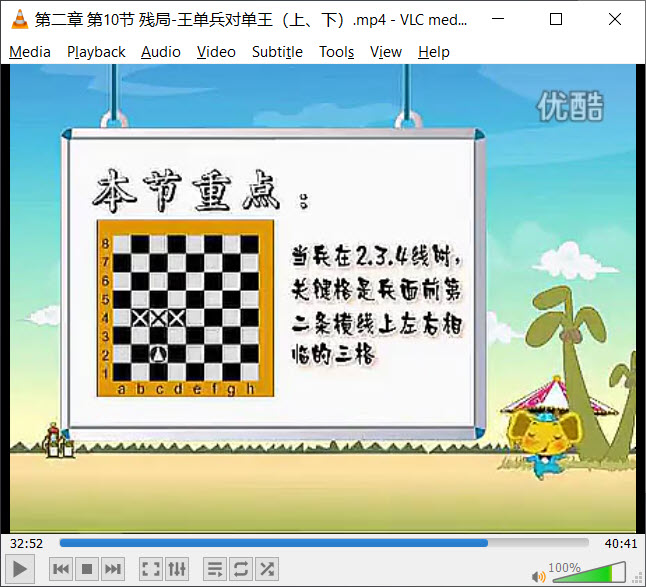 第二章 第10节 残局-王单兵对单王（上、下）.mp4 - VLC med...
Media Playback Audio Video Subtitle Tools View Help
优酷
本节重点：
当兵在2.3.4线时,
关键格是兵面前第
二条横线上左右相
临的三格
8
7
6
5
4
3
2
1
a b c d e f g h
32:52
40:41
100%